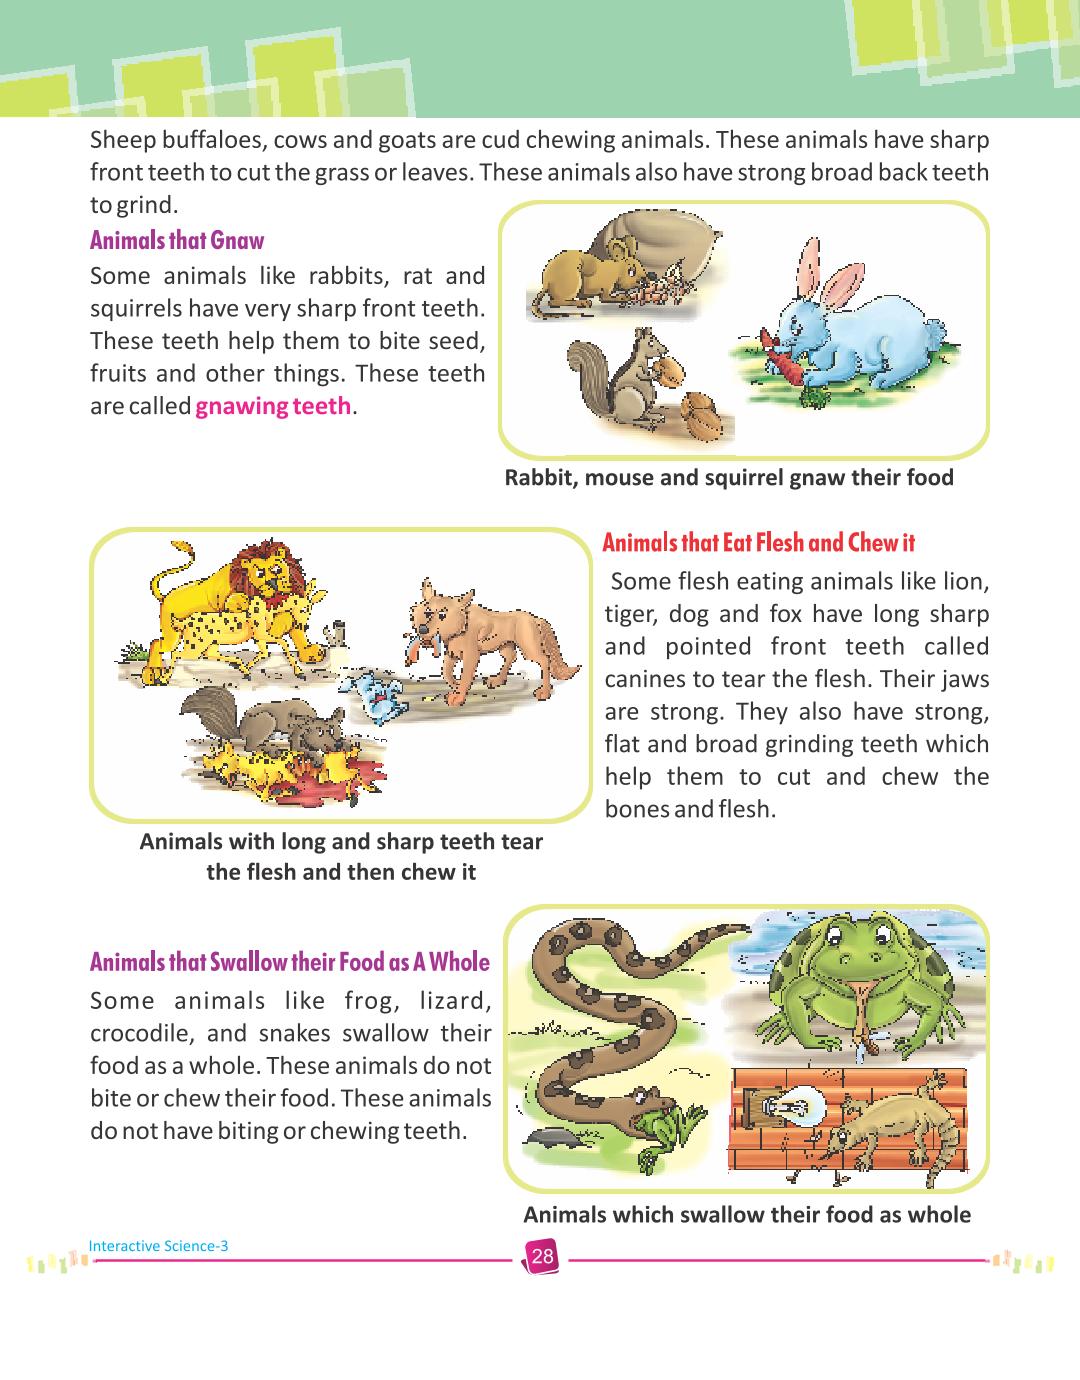 Sheep buffaloes, cows and goats are cud chewing animals. These animals have sharp
front teeth to cut the grass or leaves. These animals also have strong broad back teeth
to grind.
Animals that Gnaw
Some animals like rabbits, rat and
squirrels have very sharp front teeth.
These teeth help them to bite seed,
fruits and other things. These teeth
are called gnawing teeth.
Rabbit, mouse and squirrel gnaw their food
Animals that Eat Flesh and Chew it
Some flesh eating animals like lion,
tiger, dog and fox have long sharp
and pointed front teeth called
canines to tear the flesh. Their jaws
are strong. They also have strong,
flat and broad grinding teeth which
help them to cut and chew the
bones and flesh.
Animals with long and sharp teeth tear
the flesh and then chew it
Animals that Swallow their Food as A Whole
Some animals like frog, lizard,
crocodile, and snakes swallow their
food as a whole. These animals do not
bite or chew their food. These animals
do not have biting or chewing teeth.
Animals which swallow their food as whole
Interactive Science-3
28